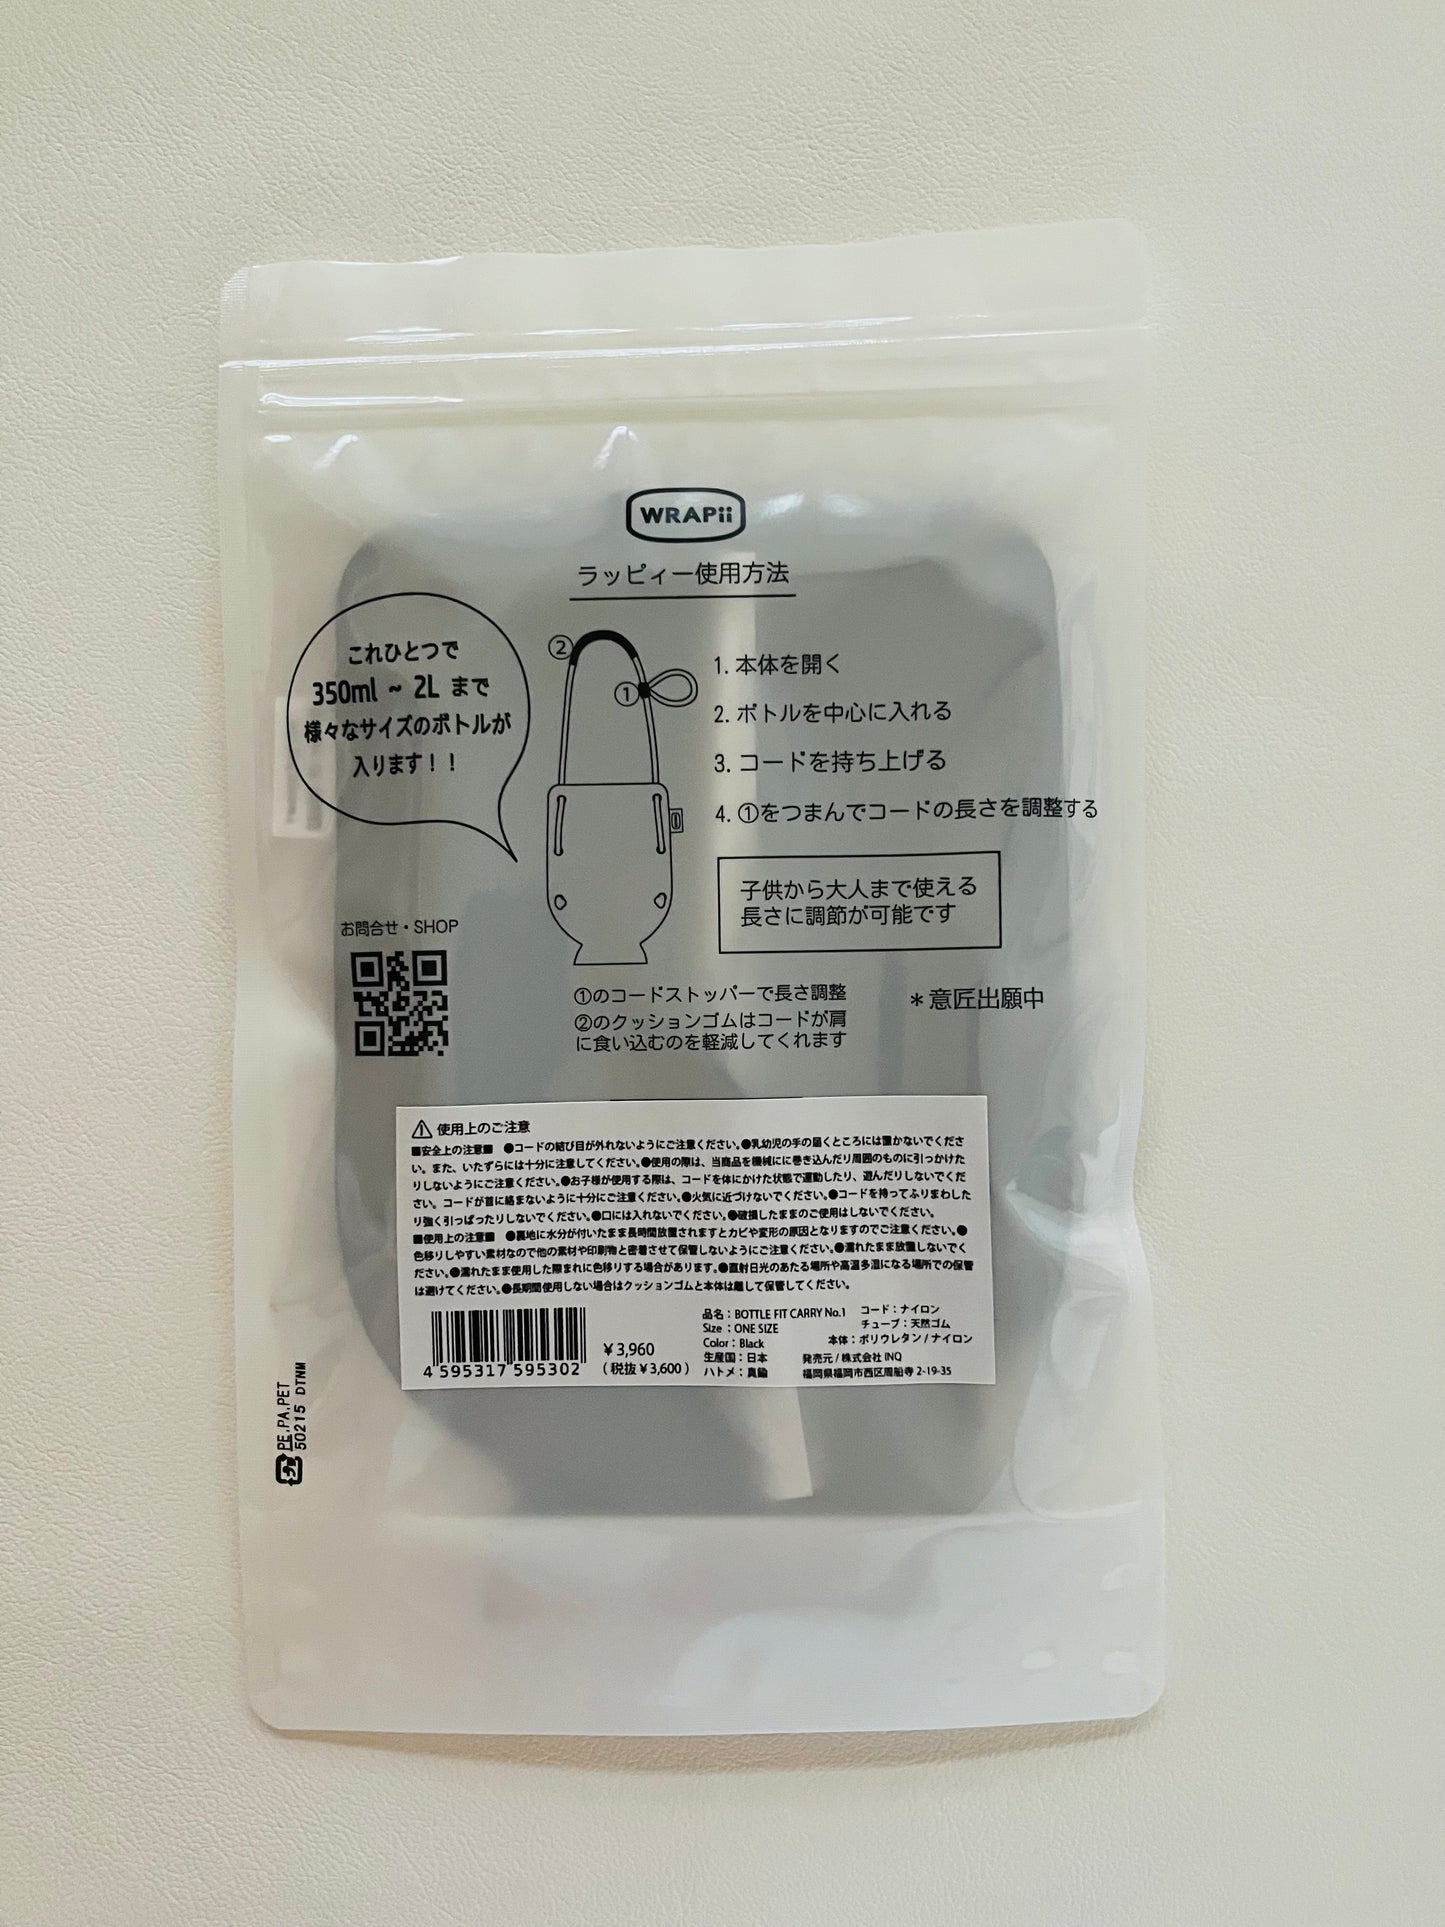 WRAPii
ラッピィー使用方法
これひとつで
350ml ~ 2L まで
様々なサイズのボトルが
入ります！！
②
①
1. 本体を開く
2. ボトルを中心に入れる
3. コードを持ち上げる
4. ①をつまんでコードの長さを調整する
子供から大人まで使える
長さに調節が可能です
お問合せ・SHOP
①のコードストッパーで長さ調整
②のクッションゴムはコードが肩
に食い込むのを軽減してくれます
＊意匠出願中
使用上のご注意
■安全上の注意■ ●コードの結び目が外れないようにご注意ください。●乳幼児の手の届くところには置かないでくださ
い。また、いたずらには十分に注意してください。●使用の際は、当商品を機械にに巻き込んだり周囲のものに引っかけた
りしないようにご注意ください。●お子様が使用する際は、コードを体にかけた状態で運動したり、遊んだりしないでくだ
さい。コードが首に絡まないように十分にご注意ください。●火気に近づけないでください。●コードを持ってふりまわした
り強く引っぱったりしないでください。●口には入れないでください。●破損したままのご使用はしないでください。
■使用上の注意■ ●裏地に水分が付いたまま長時間放置されますとカビや変形の原因となりますのでご注意ください。●
色移りしやすい素材なので他の素材や印刷物と密着させて保管しないようにご注意ください。●濡れたまま放置しないでく
ださい。●濡れたまま使用した際まれに色移りする場合があります。●直射日光のあたる場所や高温多湿になる場所での保管
は避けてください。●長期間使用しない場合はクッションゴムと本体は離して保管してください。
4 595317 595302
￥3,960
（税抜￥3,600）
品名：BOTTLE FIT CARRY No.1
Size：ONE SIZE
Color：Black
生産国：日本
ハトメ：真鍮
コード：ナイロン
チューブ：天然ゴム
本体：ポリウレタン / ナイロン
発売元 / 株式会社 INQ
福岡県福岡市西区周船寺 2-19-35
プラ PE,PA,PET
50215 DTNM